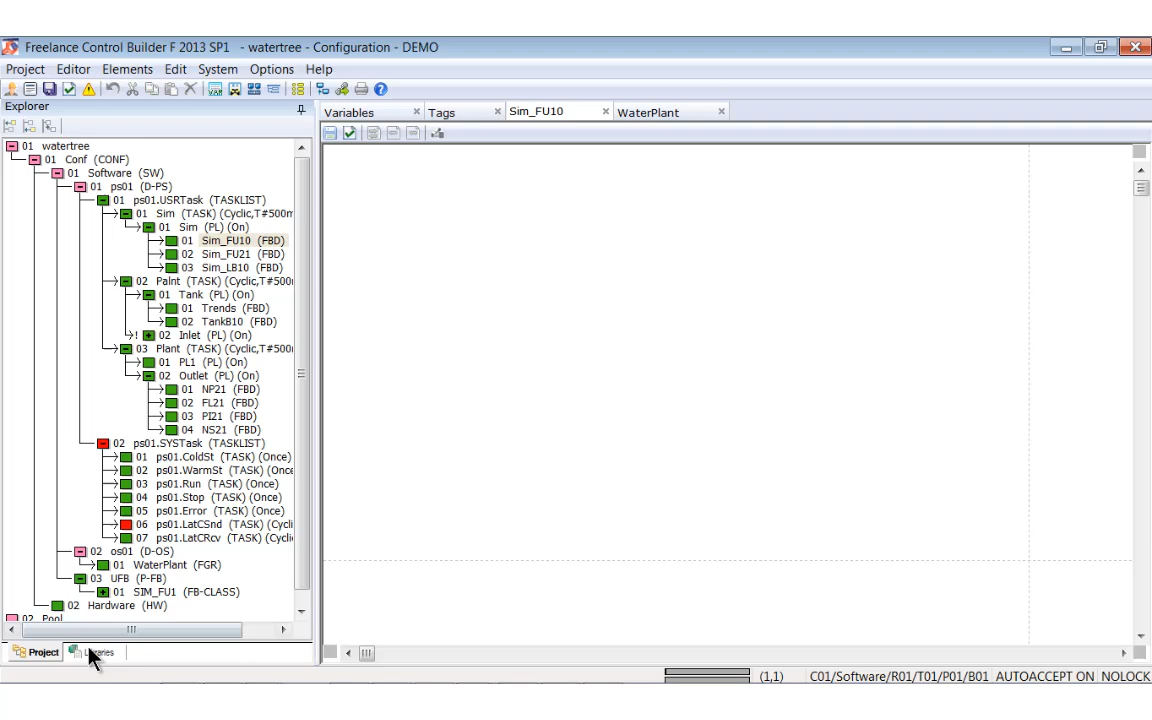 Freelance Control Builder F 2013 SP1 - watertree - Configuration - DEMO
Project Editor Elements Edit System Options Help
Explorer
Variables Tags Sim_FU10 WaterPlant
01 watertree
01 Conf (CONF)
01 Software (SW)
01 ps01 (D-PS)
01 ps01.USRTask (TASKLIST)
01 Sim (TASK) (Cyclic,T#500m
01 Sim (PL) (On)
01 Sim_FU10 (FBD)
02 Sim_FU21 (FBD)
03 Sim_LB10 (FBD)
02 Palnt (TASK) (Cyclic,T#500
01 Tank (PL) (On)
01 Trends (FBD)
02 TankB10 (FBD)
! 02 Inlet (PL) (On)
03 Plant (TASK) (Cyclic,T#500
01 PL1 (PL) (On)
02 Outlet (PL) (On)
01 NP21 (FBD)
02 FL21 (FBD)
03 PI21 (FBD)
04 NS21 (FBD)
02 ps01.SYSTask (TASKLIST)
01 ps01.ColdSt (TASK) (Once)
02 ps01.WarmSt (TASK) (Once
03 ps01.Run (TASK) (Once)
04 ps01.Stop (TASK) (Once)
05 ps01.Error (TASK) (Once)
06 ps01.LatCSnd (TASK) (Cycli
07 ps01.LatCRcv (TASK) (Cycli
02 os01 (D-OS)
01 WaterPlant (FGR)
03 UFB (P-FB)
01 SIM_FU1 (FB-CLASS)
02 Hardware (HW)
02 Pool
Project
(1,1) C01/Software/R01/T01/P01/B01 AUTOACCEPT ON NOLOCK